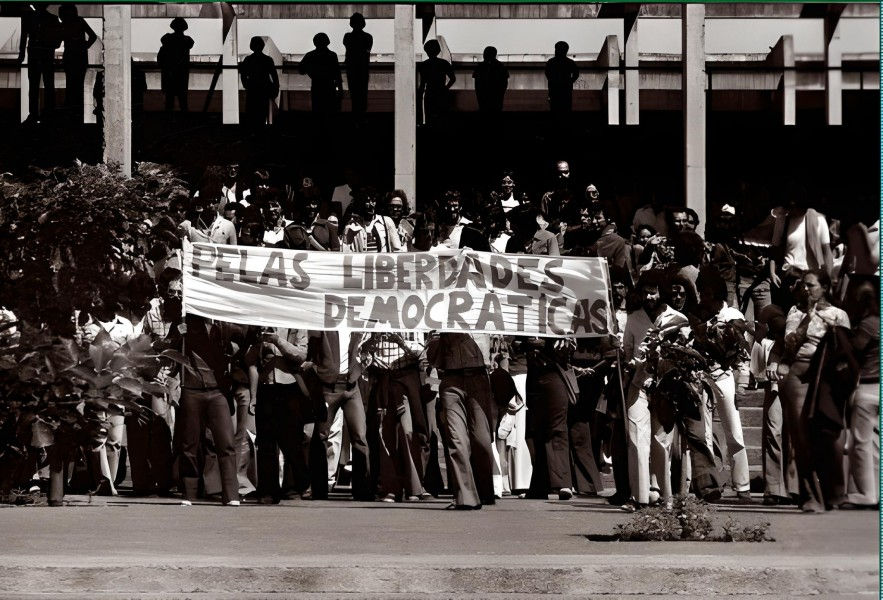 PELAS LIBERDADES
DEMOCRÁTICAS